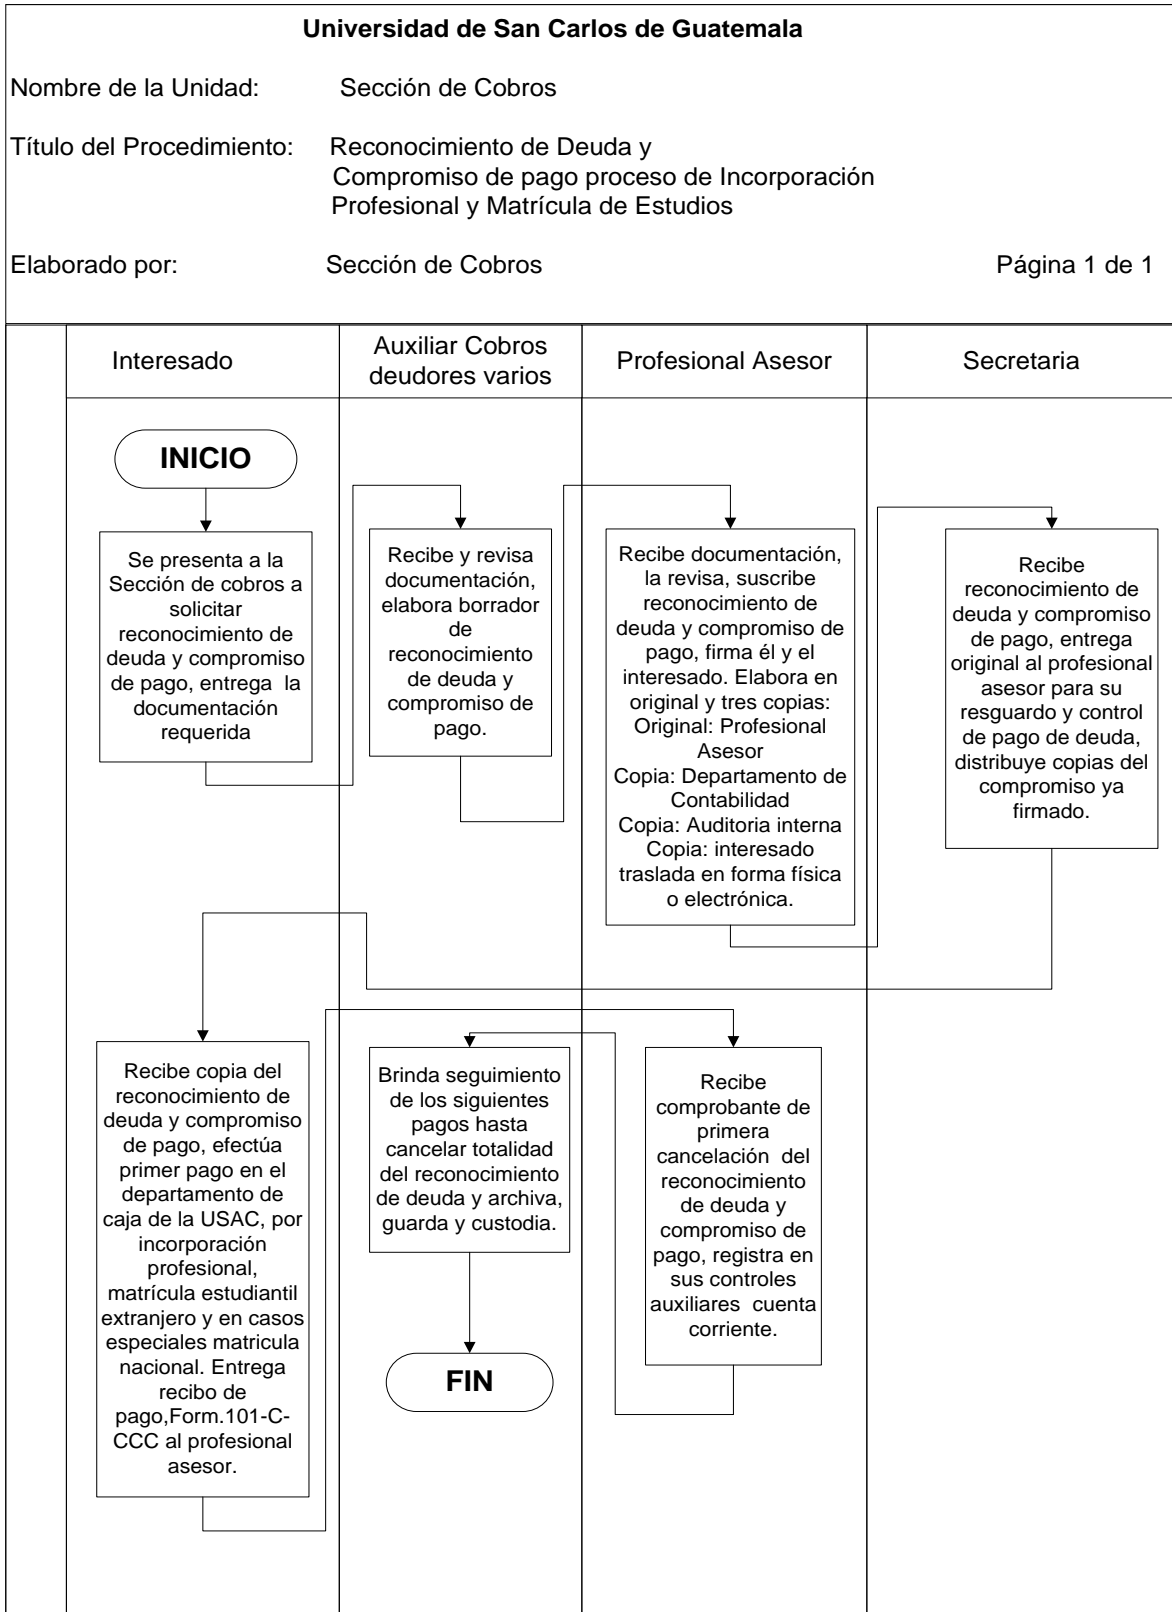 Universidad de San Carlos de Guatemala
Nombre de la Unidad: Sección de Cobros
Título del Procedimiento: Reconocimiento de Deuda y
Compromiso de pago proceso de Incorporación
Profesional y Matrícula de Estudios
Elaborado por: Sección de Cobros Página 1 de 1
Interesado
Auxiliar Cobros
deudores varios
Profesional Asesor
Secretaria
INICIO
Se presenta a la
Sección de cobros a
solicitar
reconocimiento de
deuda y compromiso
de pago, entrega la
documentación
requerida
Recibe y revisa
documentación,
elabora borrador
de
reconocimiento
de deuda y
compromiso de
pago.
Recibe documentación,
la revisa, suscribe
reconocimiento de
deuda y compromiso de
pago, firma él y el
interesado. Elabora en
original y tres copias:
Original: Profesional
Asesor
Copia: Departamento de
Contabilidad
Copia: Auditoria interna
Copia: interesado
traslada en forma física
o electrónica.
Recibe
reconocimiento de
deuda y compromiso
de pago, entrega
original al profesional
asesor para su
resguardo y control
de pago de deuda,
distribuye copias del
compromiso ya
firmado.
Recibe copia del
reconocimiento de
deuda y compromiso
de pago, efectúa
primer pago en el
departamento de
caja de la USAC, por
incorporación
profesional,
matrícula estudiantil
extranjero y en casos
especiales matricula
nacional. Entrega
recibo de
pago,Form.101-C-
CCC al profesional
asesor.
Recibe
comprobante de
primera
cancelación del
reconocimiento
de deuda y
compromiso de
pago, registra en
sus controles
auxiliares cuenta
corriente.
Brinda seguimiento
de los siguientes
pagos hasta
cancelar totalidad
del reconocimiento
de deuda y archiva,
guarda y custodia.
FIN